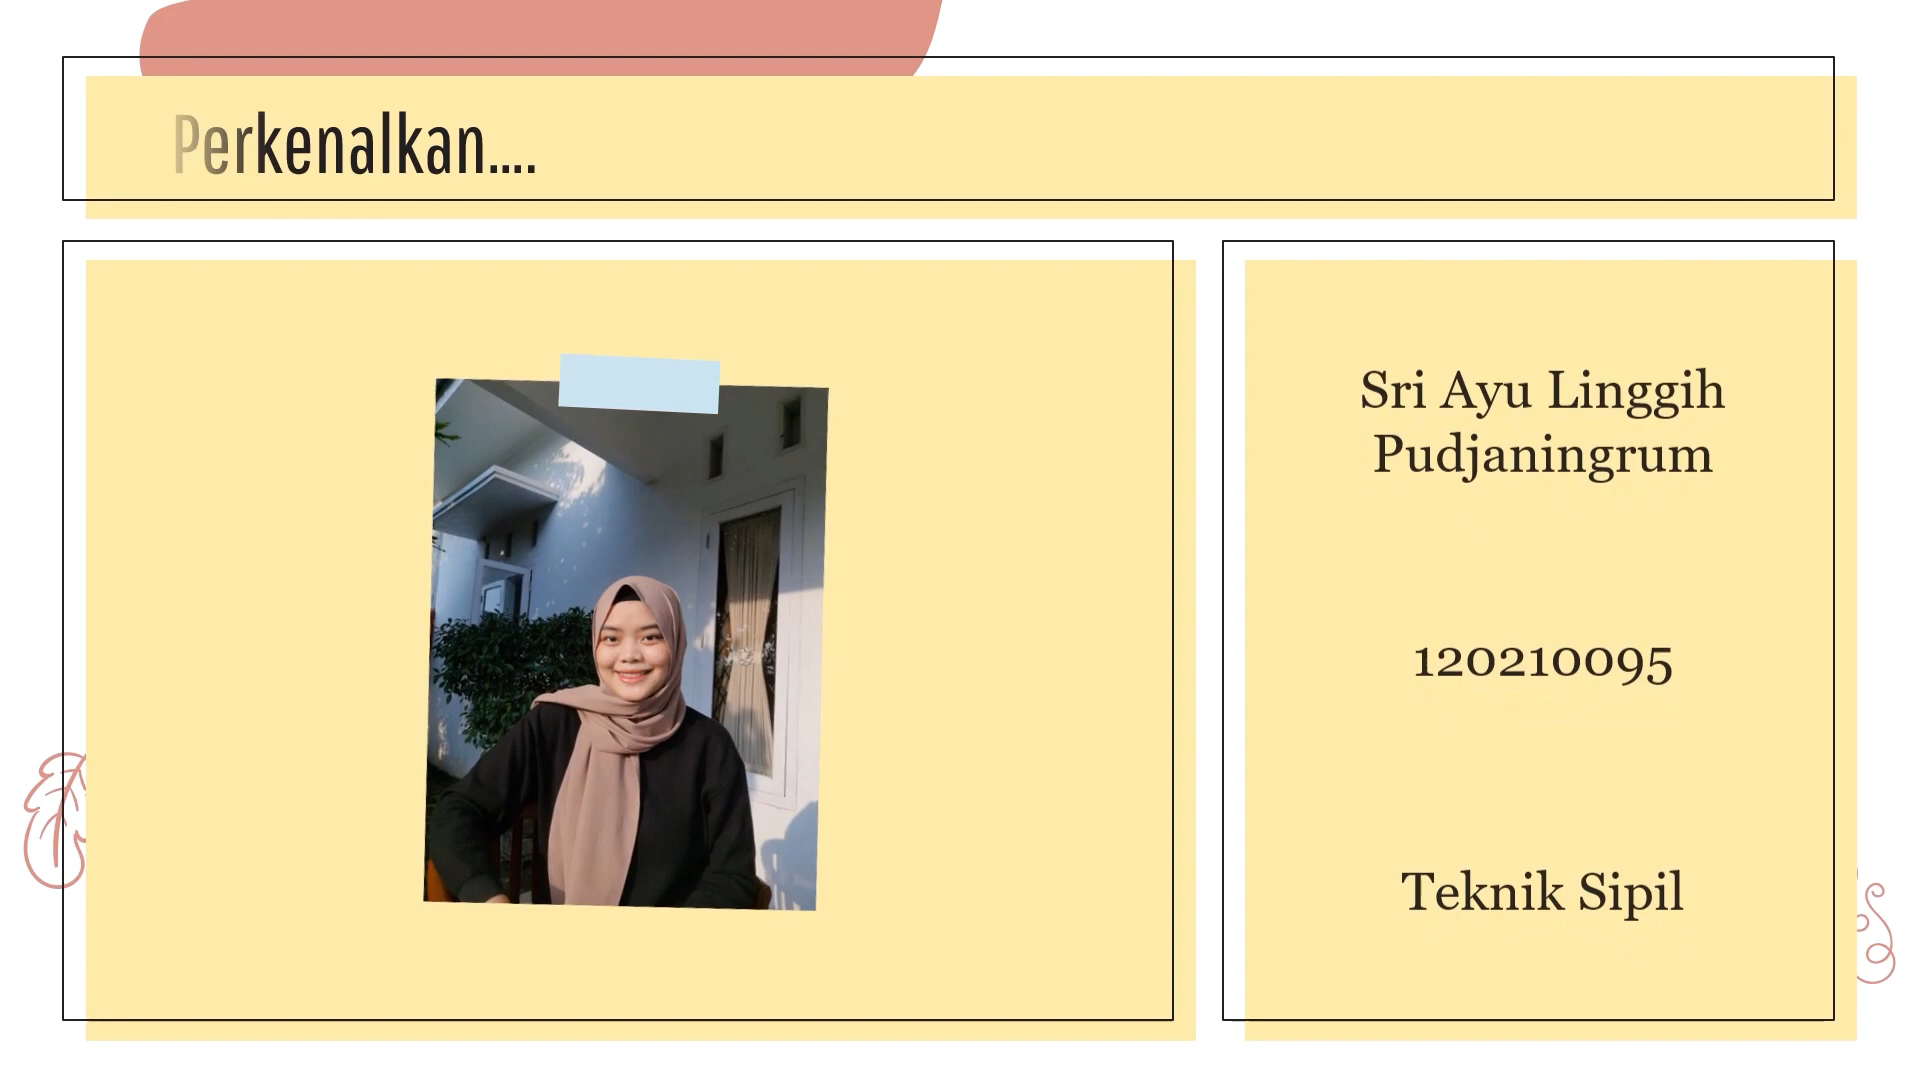 Perkenalkan....
Sri Ayu Linggih
Pudjaningrum
120210095
Teknik Sipil